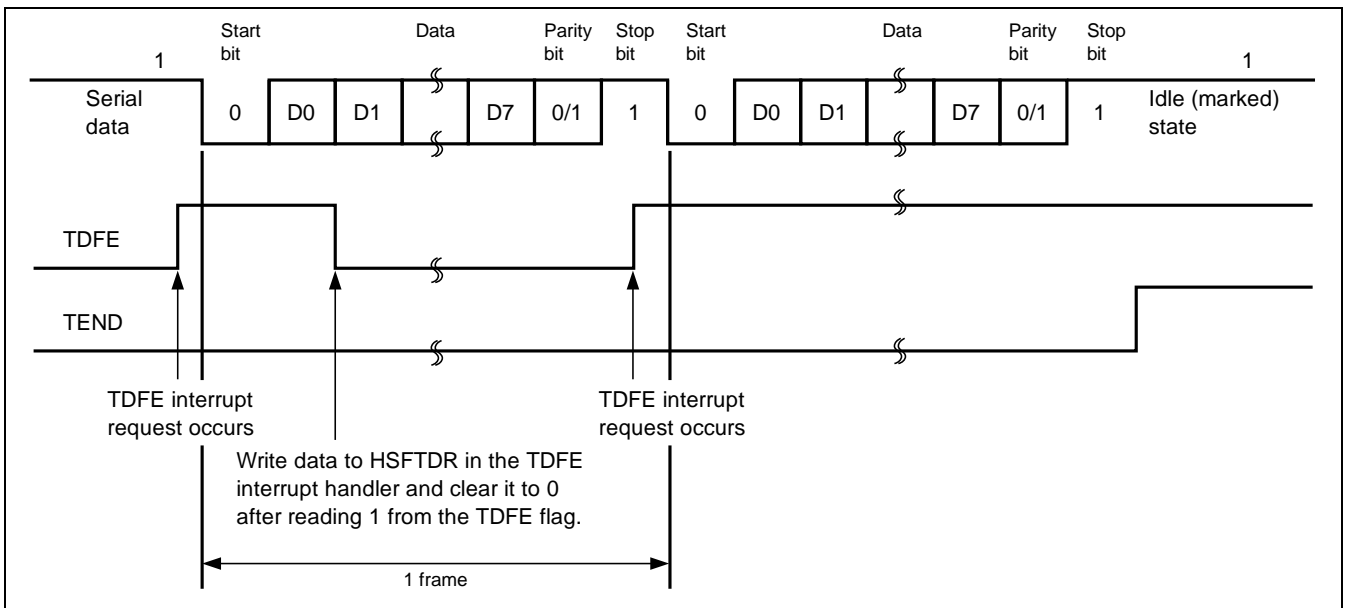 Start Data Parity Stop Start Data Parity Stop
bit bit bit bit bit bit
1 1
Serial 0 D0 D1 D7 0/1 1 0 D0 D1 D7 0/1 1 Idle (marked)
data state
TDFE
TEND
TDFE interrupt TDFE interrupt
request occurs request occurs
Write data to HSFTDR in the TDFE
interrupt handler and clear it to 0
after reading 1 from the TDFE flag.
1 frame